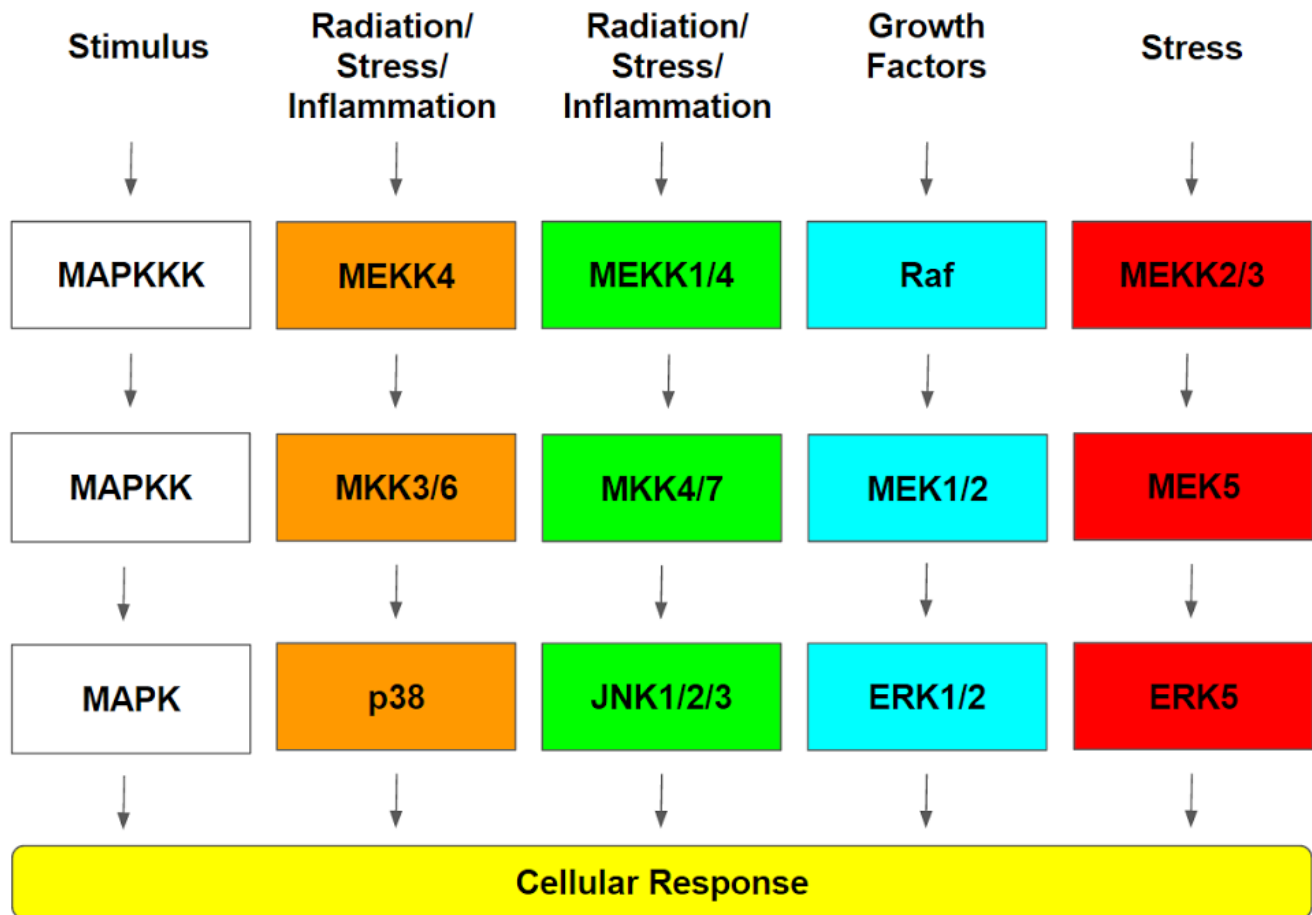 Stimulus
Radiation/
Stress/
Inflammation
Radiation/
Stress/
Inflammation
Growth
Factors
Stress
MAPKKK
MEKK4
MEKK1/4
Raf
MEKK2/3
MAPKK
MKK3/6
MKK4/7
MEK1/2
MEK5
MAPK
p38
JNK1/2/3
ERK1/2
ERK5
Cellular Response